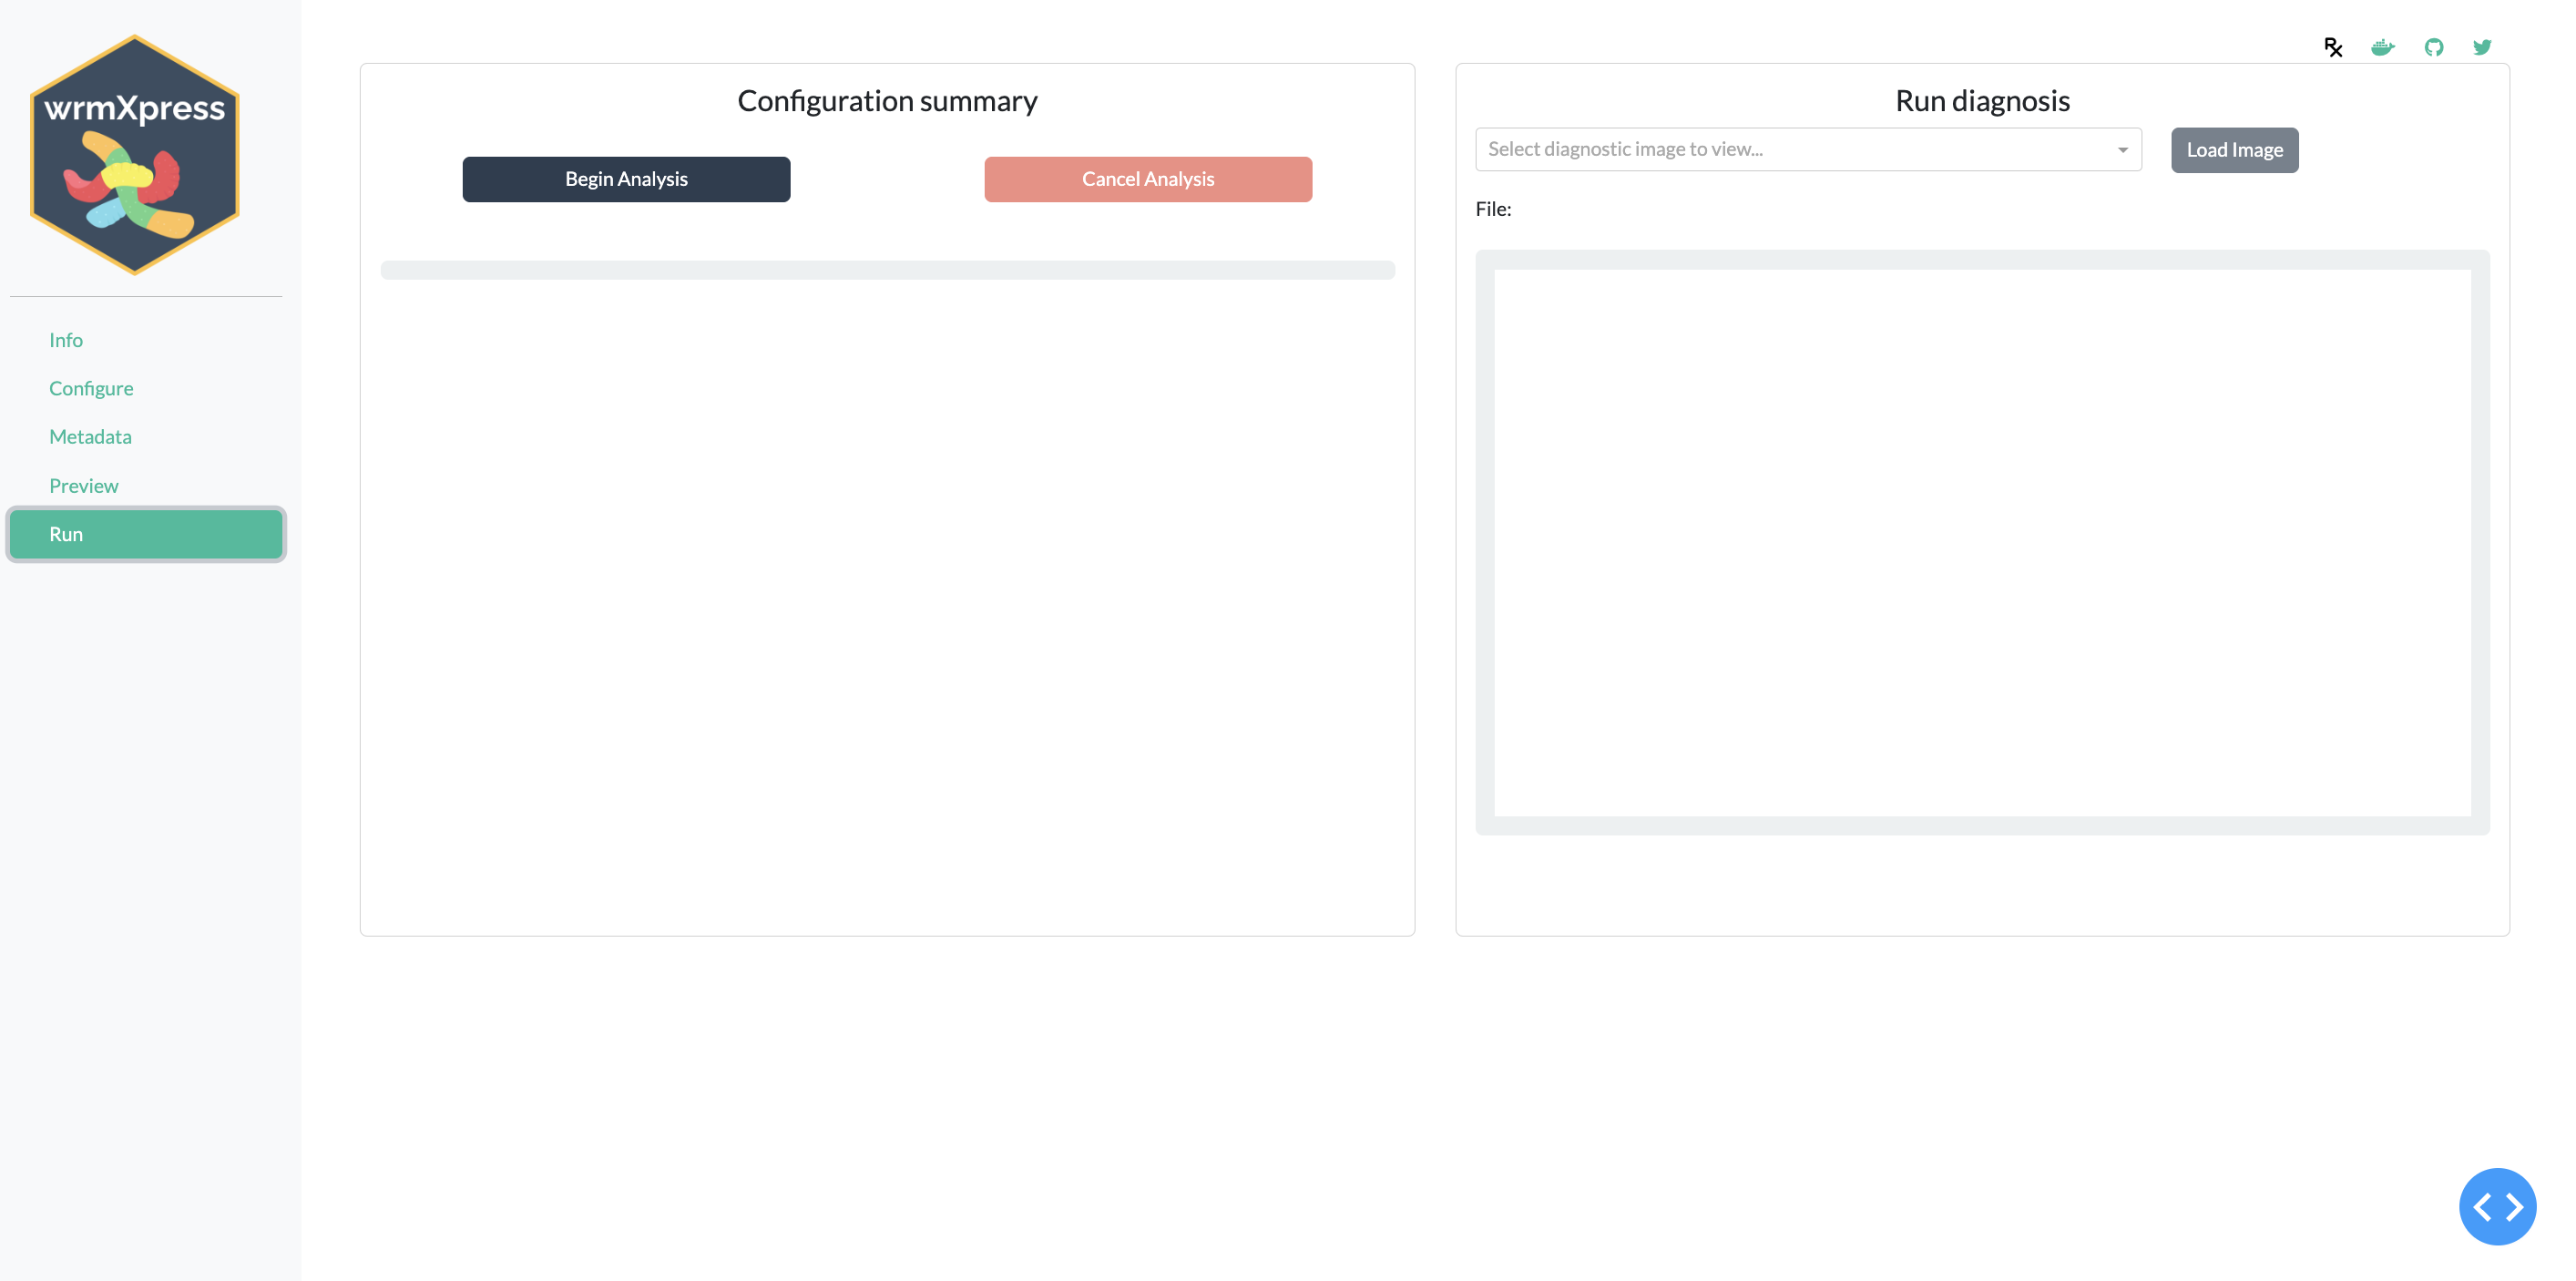 wrmXpress
Info
Configure
Metadata
Preview
Run
Configuration summary
Begin Analysis
Cancel Analysis
Run diagnosis
Select diagnostic image to view...
Load Image
File: